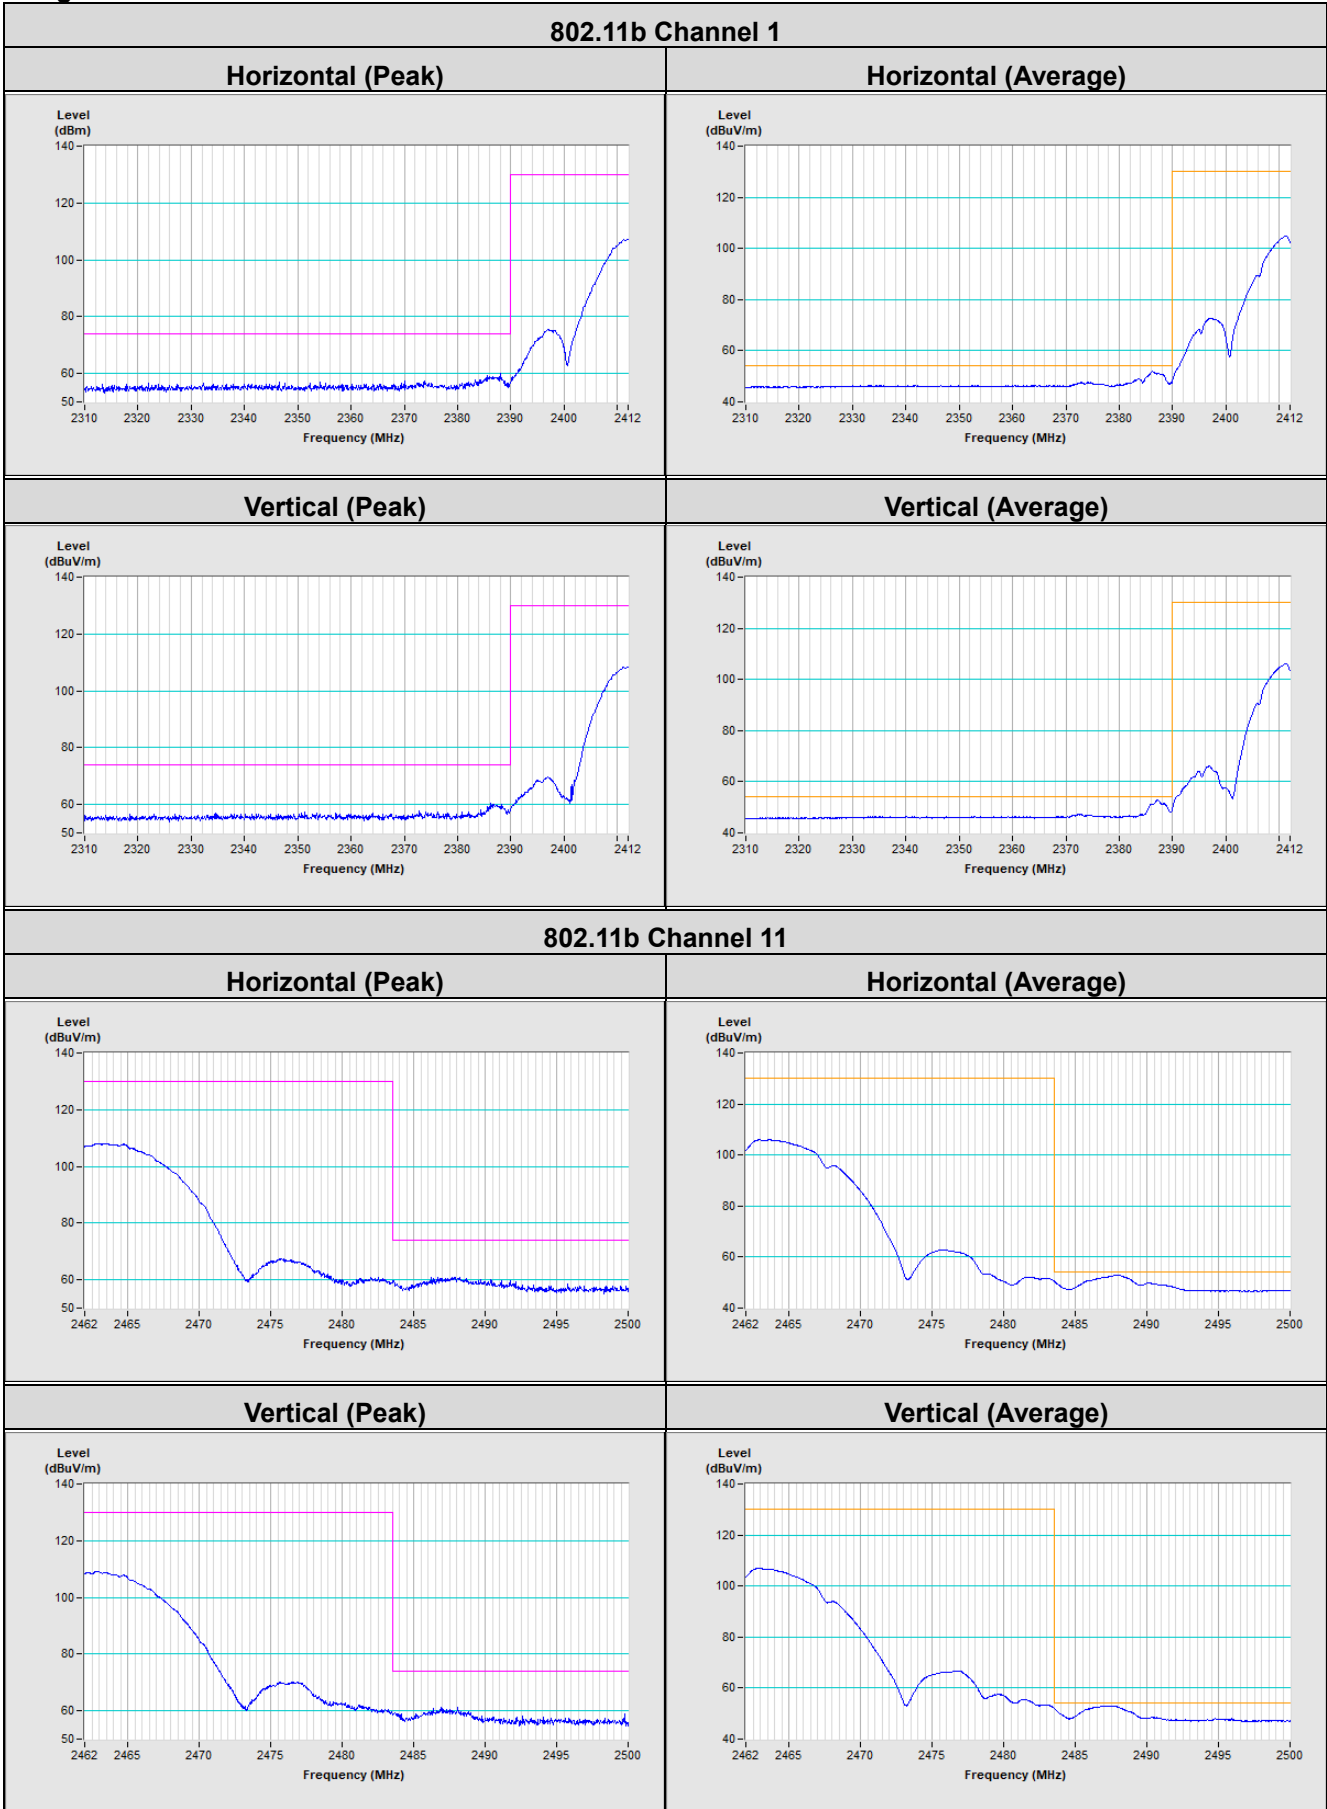 802.11b Channel 1
Horizontal (Peak)
Horizontal (Average)
Level
(dBm)
140
120
100
80
60
50
2310 2320 2330 2340 2350 2360 2370 2380 2390 2400 2412
Frequency (MHz)
Level
(dBuV/m)
140
120
100
80
60
40
2310 2320 2330 2340 2350 2360 2370 2380 2390 2400 2412
Frequency (MHz)
Vertical (Peak)
Vertical (Average)
Level
(dBuV/m)
140
120
100
80
60
50
2310 2320 2330 2340 2350 2360 2370 2380 2390 2400 2412
Frequency (MHz)
Level
(dBuV/m)
140
120
100
80
60
40
2310 2320 2330 2340 2350 2360 2370 2380 2390 2400 2412
Frequency (MHz)
802.11b Channel 11
Horizontal (Peak)
Horizontal (Average)
Level
(dBuV/m)
140
120
100
80
60
50
2462 2465 2470 2475 2480 2485 2490 2495 2500
Frequency (MHz)
Level
(dBuV/m)
140
120
100
80
60
40
2462 2465 2470 2475 2480 2485 2490 2495 2500
Frequency (MHz)
Vertical (Peak)
Vertical (Average)
Level
(dBuV/m)
140
120
100
80
60
50
2462 2465 2470 2475 2480 2485 2490 2495 2500
Frequency (MHz)
Level
(dBuV/m)
140
120
100
80
60
40
2462 2465 2470 2475 2480 2485 2490 2495 2500
Frequency (MHz)